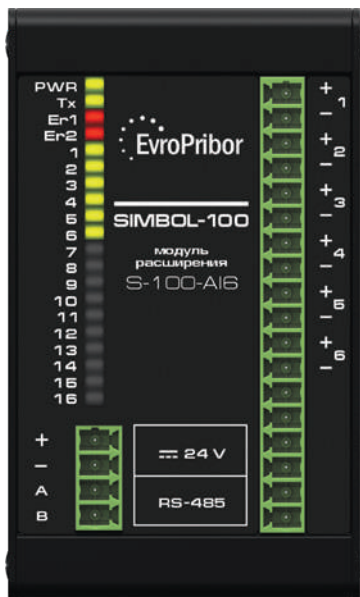 PWR
Tx
Er1
Er2
1
2
3
4
5
6
7
8
9
10
11
12
13
14
15
16
EvroPribor
SIMBOL-100
модуль
расширения
S-100-AI6
+
1
-
+
2
-
+
3
-
+
4
-
+
5
-
+
6
-
+
-
A
B
24 V
RS-485